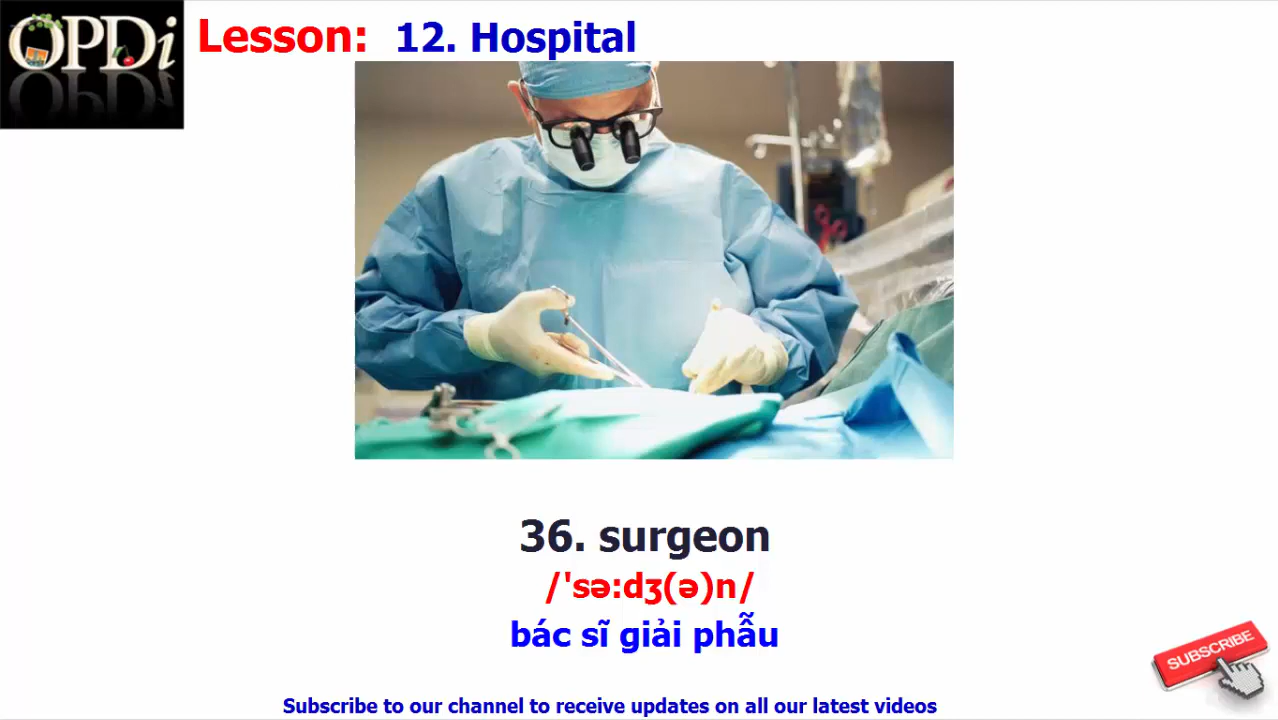 OPDi
Lesson: 12. Hospital
36. surgeon
/'sə:dʒ(ə)n/
bác sĩ giải phẫu
SUBSCRIBE
Subscribe to our channel to receive updates on all our latest videos